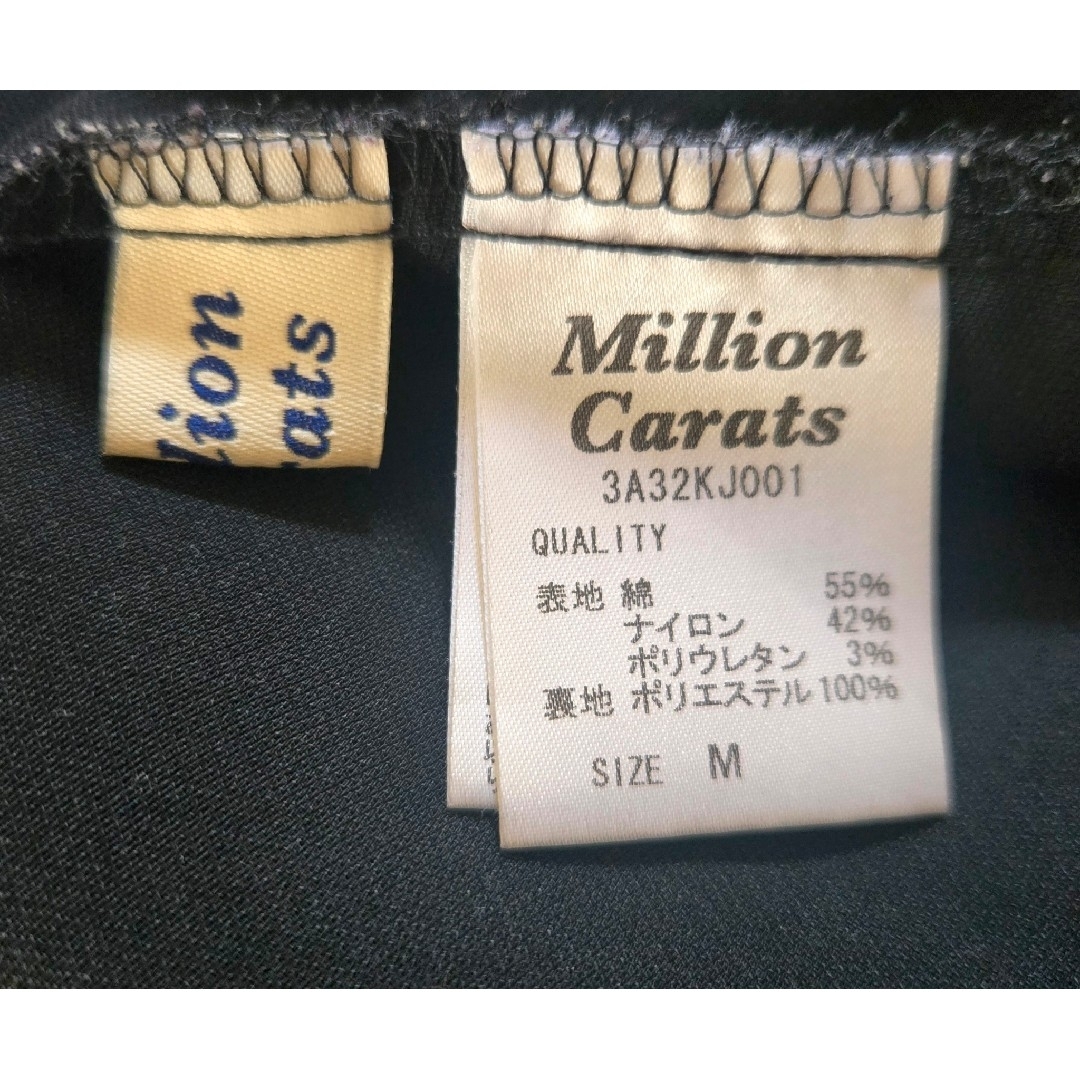 Million
Carats
3A32KJ001
QUALITY
表地 綿 55%
ナイロン 42%
ポリウレタン 3%
裏地 ポリエステル 100%
SIZE M